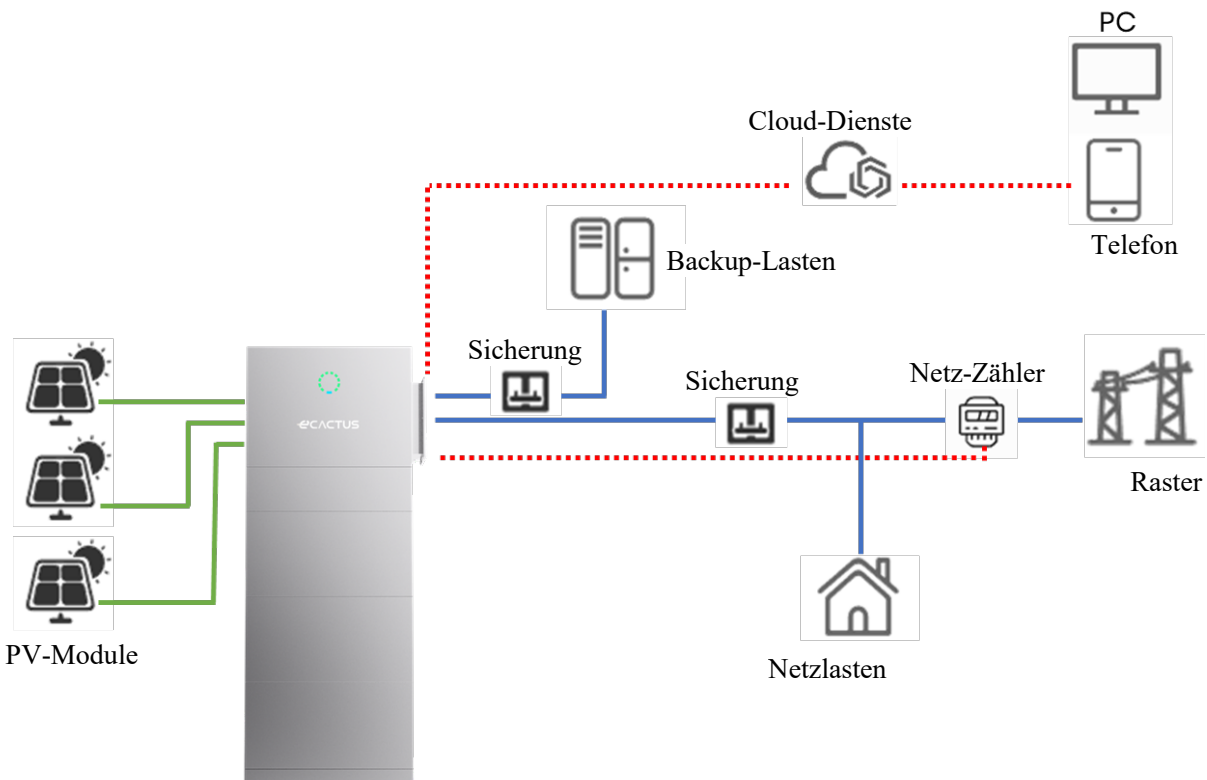 PC
Cloud-Dienste
Telefon
Backup-Lasten
Sicherung
Sicherung
Netz-Zähler
eCACTUS
Raster
PV-Module
Netzlasten